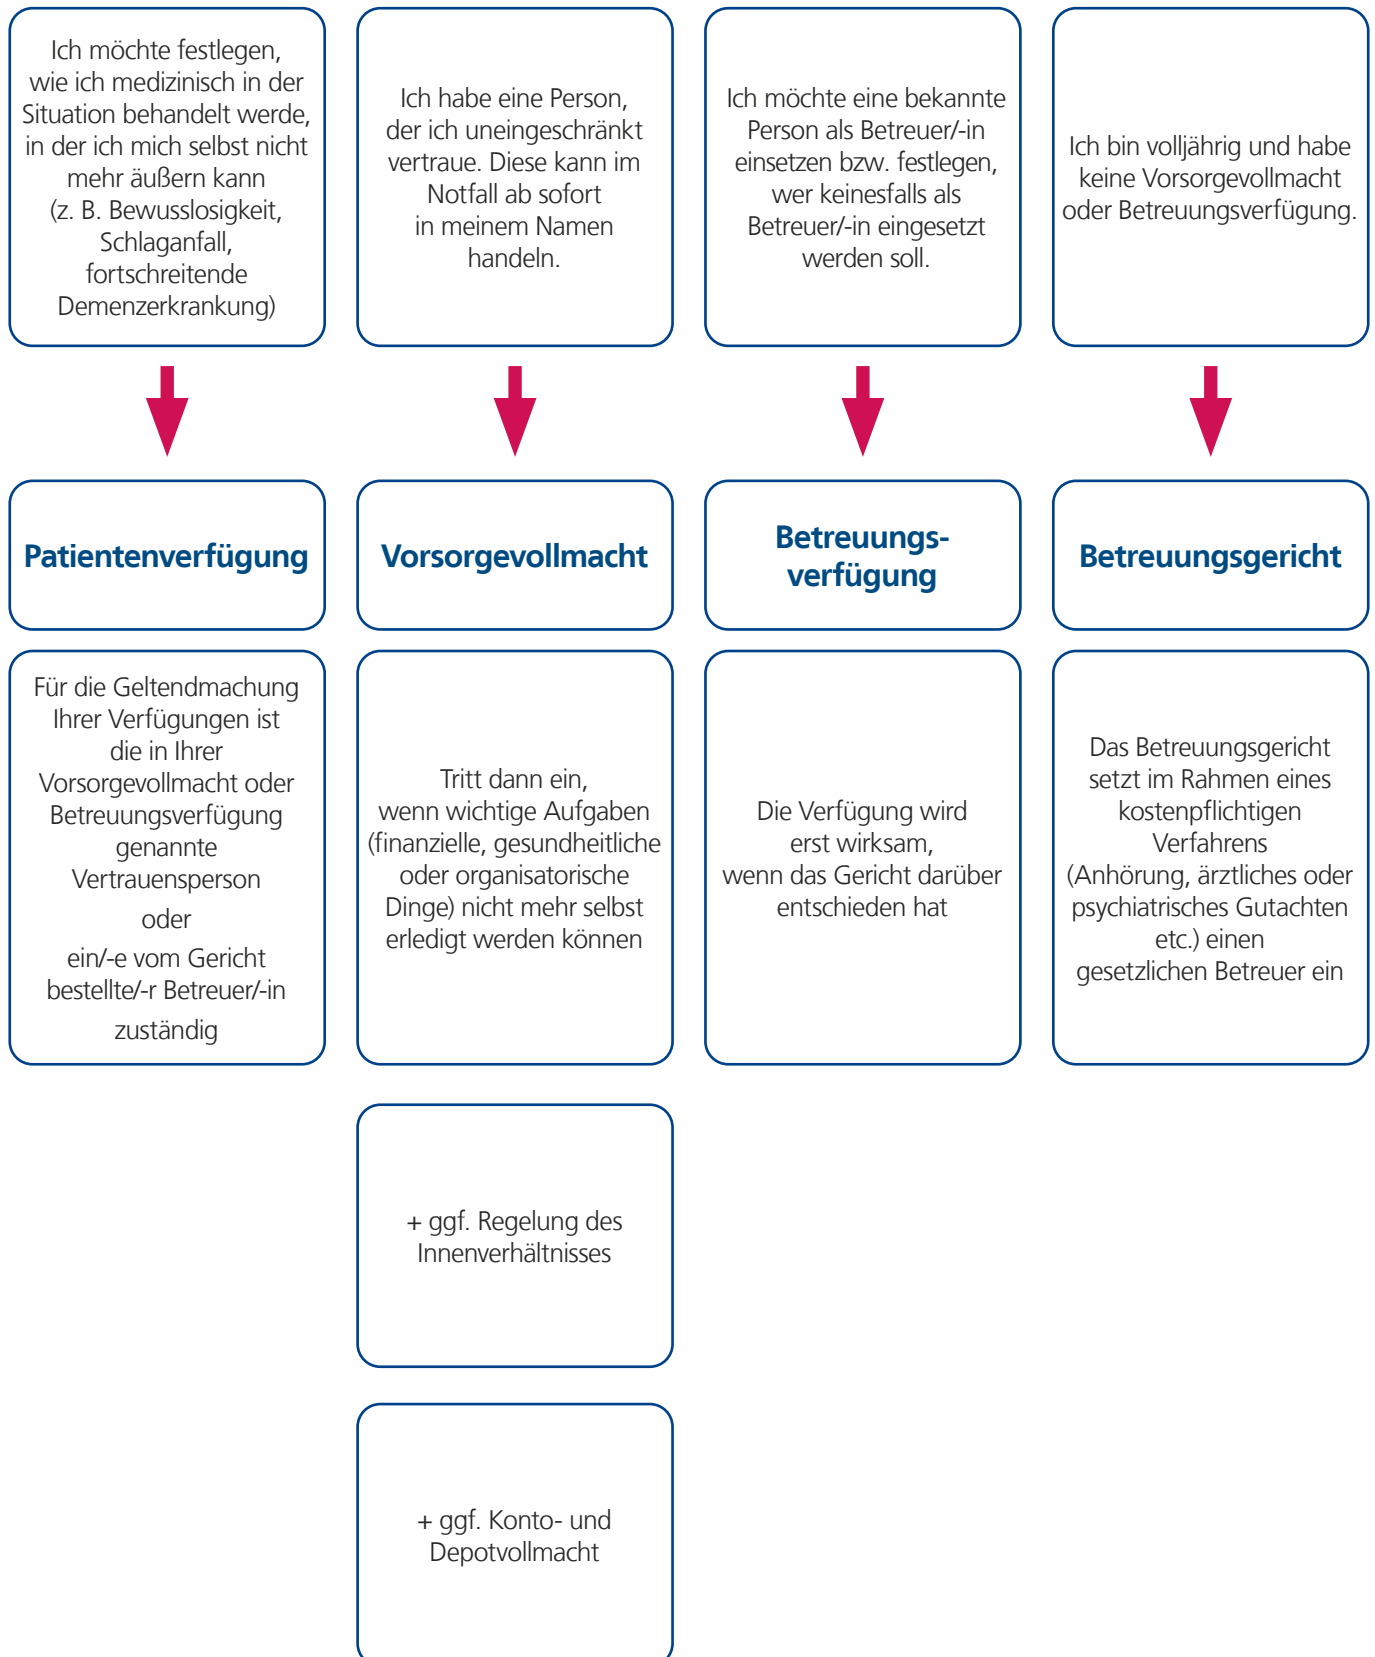 Ich möchte festlegen,
wie ich medizinisch in der
Situation behandelt werde,
in der ich mich selbst nicht
mehr äußern kann
(z. B. Bewusslosigkeit,
Schlaganfall,
fortschreitende
Demenzerkrankung)
Ich habe eine Person,
der ich uneingeschränkt
vertraue. Diese kann im
Notfall ab sofort
in meinem Namen
handeln.
Ich möchte eine bekannte
Person als Betreuer/-in
einsetzen bzw. festlegen,
wer keinesfalls als
Betreuer/-in eingesetzt
werden soll.
Ich bin volljährig und habe
keine Vorsorgevollmacht
oder Betreuungsverfügung.
Patientenverfügung
Vorsorgevollmacht
Betreuungs-
verfügung
Betreuungsgericht
Für die Geltendmachung
Ihrer Verfügungen ist
die in Ihrer
Vorsorgevollmacht oder
Betreuungsverfügung
genannte
Vertrauensperson
oder
ein/-e vom Gericht
bestellte/-r Betreuer/-in
zuständig
Tritt dann ein,
wenn wichtige Aufgaben
(finanzielle, gesundheitliche
oder organisatorische
Dinge) nicht mehr selbst
erledigt werden können
Die Verfügung wird
erst wirksam,
wenn das Gericht darüber
entschieden hat
Das Betreuungsgericht
setzt im Rahmen eines
kostenpflichtigen
Verfahrens
(Anhörung, ärztliches oder
psychiatrisches Gutachten
etc.) einen
gesetzlichen Betreuer ein
+ ggf. Regelung des
Innenverhältnisses
+ ggf. Konto- und
Depotvollmacht